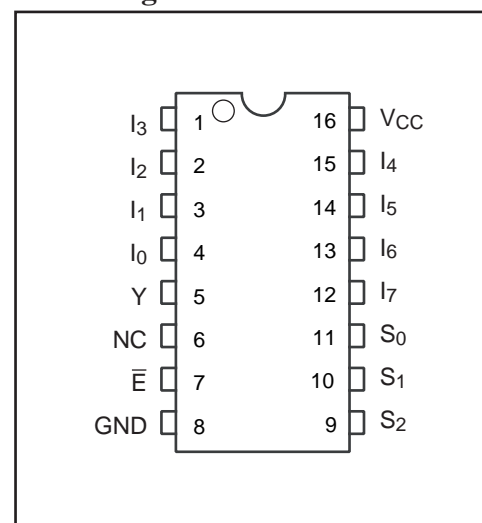 I3 1 16 VCC
I2 2 15 I4
I1 3 14 I5
I0 4 13 I6
Y 5 12 I7
NC 6 11 S0
E̅ 7 10 S1
GND 8 9 S2